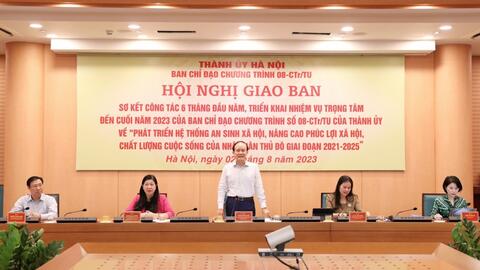 THÀNH ỦY HÀ NỘI
BAN CHỈ ĐẠO CHƯƠNG TRÌNH 08-CTr/TU
HỘI NGHỊ GIAO BAN
SƠ KẾT CÔNG TÁC 6 THÁNG ĐẦU NĂM, TRIỂN KHAI NHIỆM VỤ TRỌNG TÂM
ĐẾN CUỐI NĂM 2023 CỦA BAN CHỈ ĐẠO CHƯƠNG TRÌNH SỐ 08-CTr/TU CỦA THÀNH ỦY
VỀ "PHÁT TRIỂN HỆ THỐNG AN SINH XÃ HỘI, NÂNG CAO PHÚC LỢI XÃ HỘI,
CHẤT LƯỢNG CUỘC SỐNG CỦA DÂN THỦ ĐÔ GIAI ĐOẠN 2021-2025"
Hà Nội, ngày 8/2023